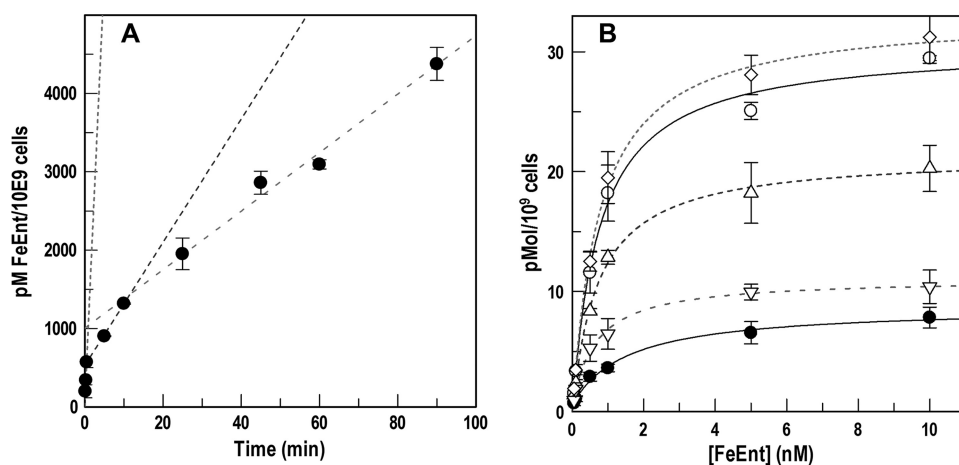 A
pM FeEnt/10E9 cells
5000
4000
3000
2000
1000
0
0 20 40 60 80 100
Time (min)
B
pMol/10⁹ cells
30
20
10
0
0 2 4 6 8 10
[FeEnt] (nM)